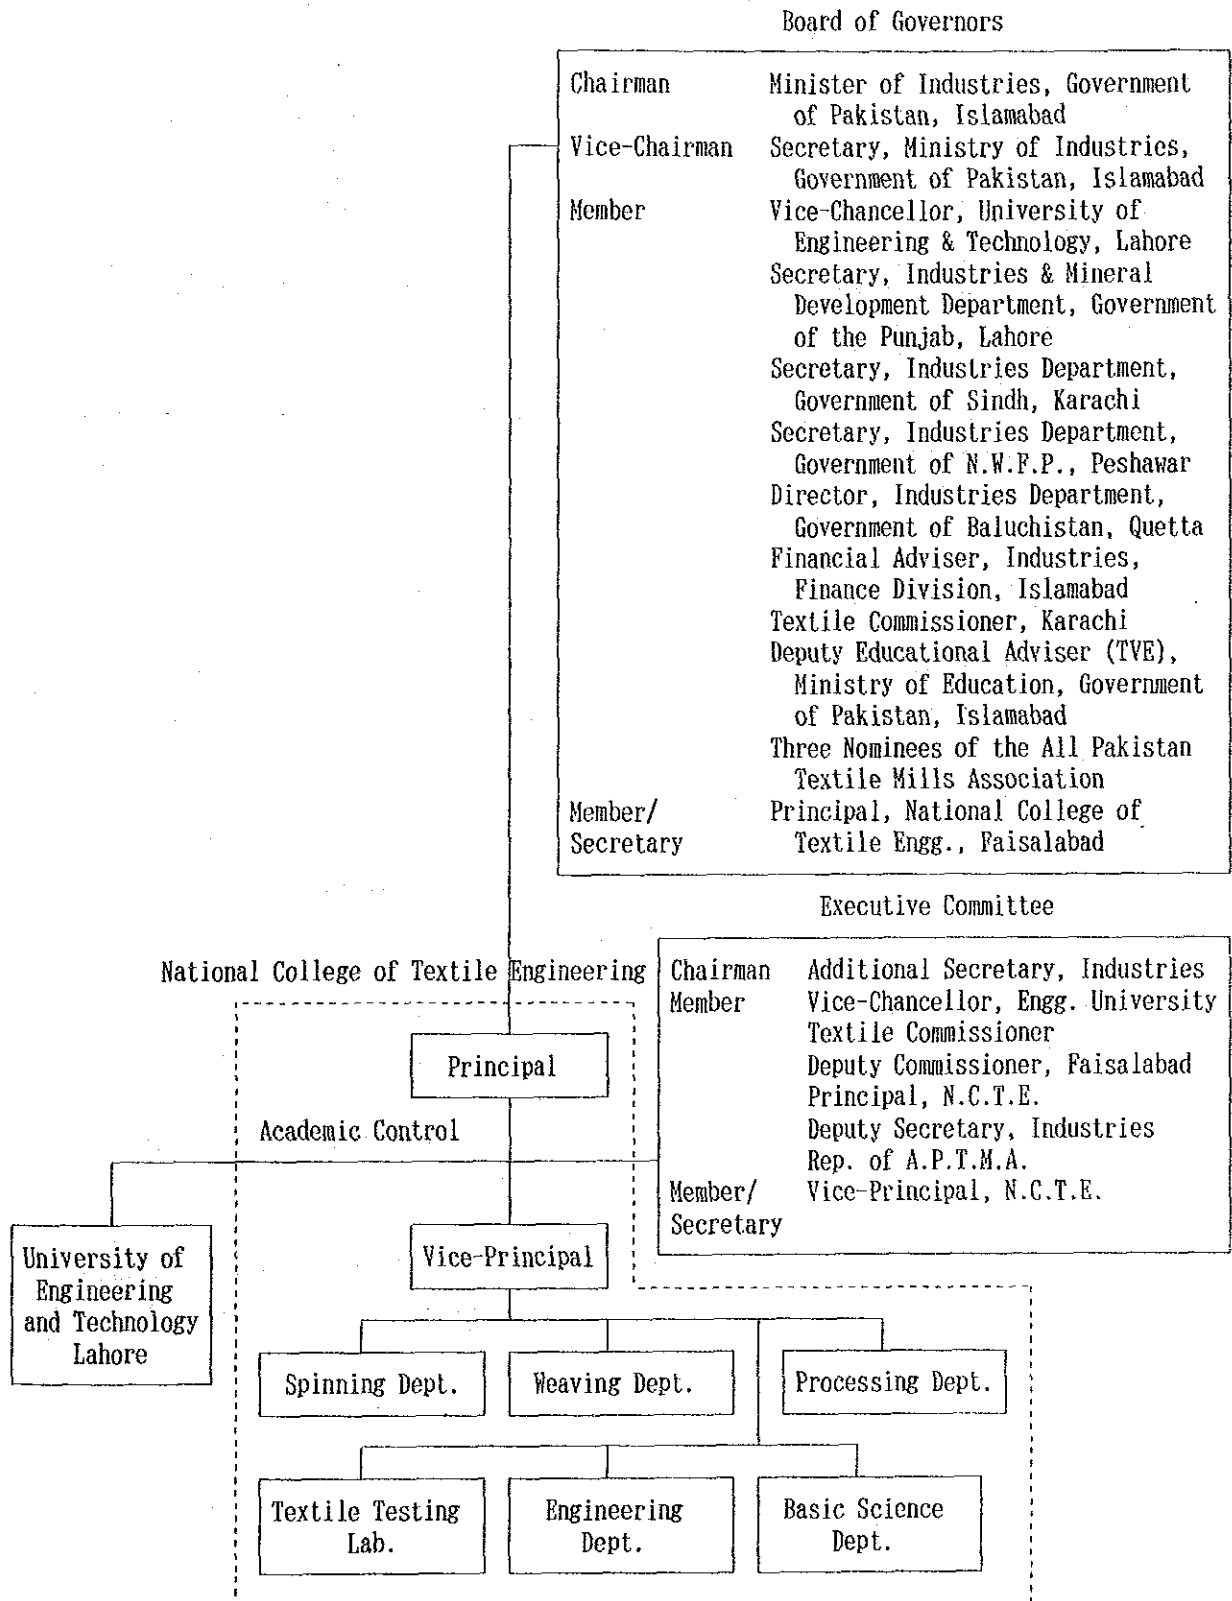 Board of Governors
Chairman Minister of Industries, Government
of Pakistan, Islamabad
Vice-Chairman Secretary, Ministry of Industries,
Government of Pakistan, Islamabad
Member Vice-Chancellor, University of
Engineering & Technology, Lahore
Secretary, Industries & Mineral
Development Department, Government
of the Punjab, Lahore
Secretary, Industries Department,
Government of Sindh, Karachi
Secretary, Industries Department,
Government of N.W.F.P., Peshawar
Director, Industries Department,
Government of Baluchistan, Quetta
Financial Adviser, Industries,
Finance Division, Islamabad
Textile Commissioner, Karachi
Deputy Educational Adviser (TVE),
Ministry of Education, Government
of Pakistan, Islamabad
Three Nominees of the All Pakistan
Textile Mills Association
Member/ Principal, National College of
Secretary Textile Engg., Faisalabad
Executive Committee
Chairman Additional Secretary, Industries
Member Vice-Chancellor, Engg. University
Textile Commissioner
Deputy Commissioner, Faisalabad
Principal, N.C.T.E.
Deputy Secretary, Industries
Rep. of A.P.T.M.A.
Member/ Vice-Principal, N.C.T.E.
Secretary
National College of Textile Engineering
Principal
Academic Control
Vice-Principal
University of
Engineering
and Technology
Lahore
Spinning Dept.
Weaving Dept.
Processing Dept.
Textile Testing
Lab.
Engineering
Dept.
Basic Science
Dept.